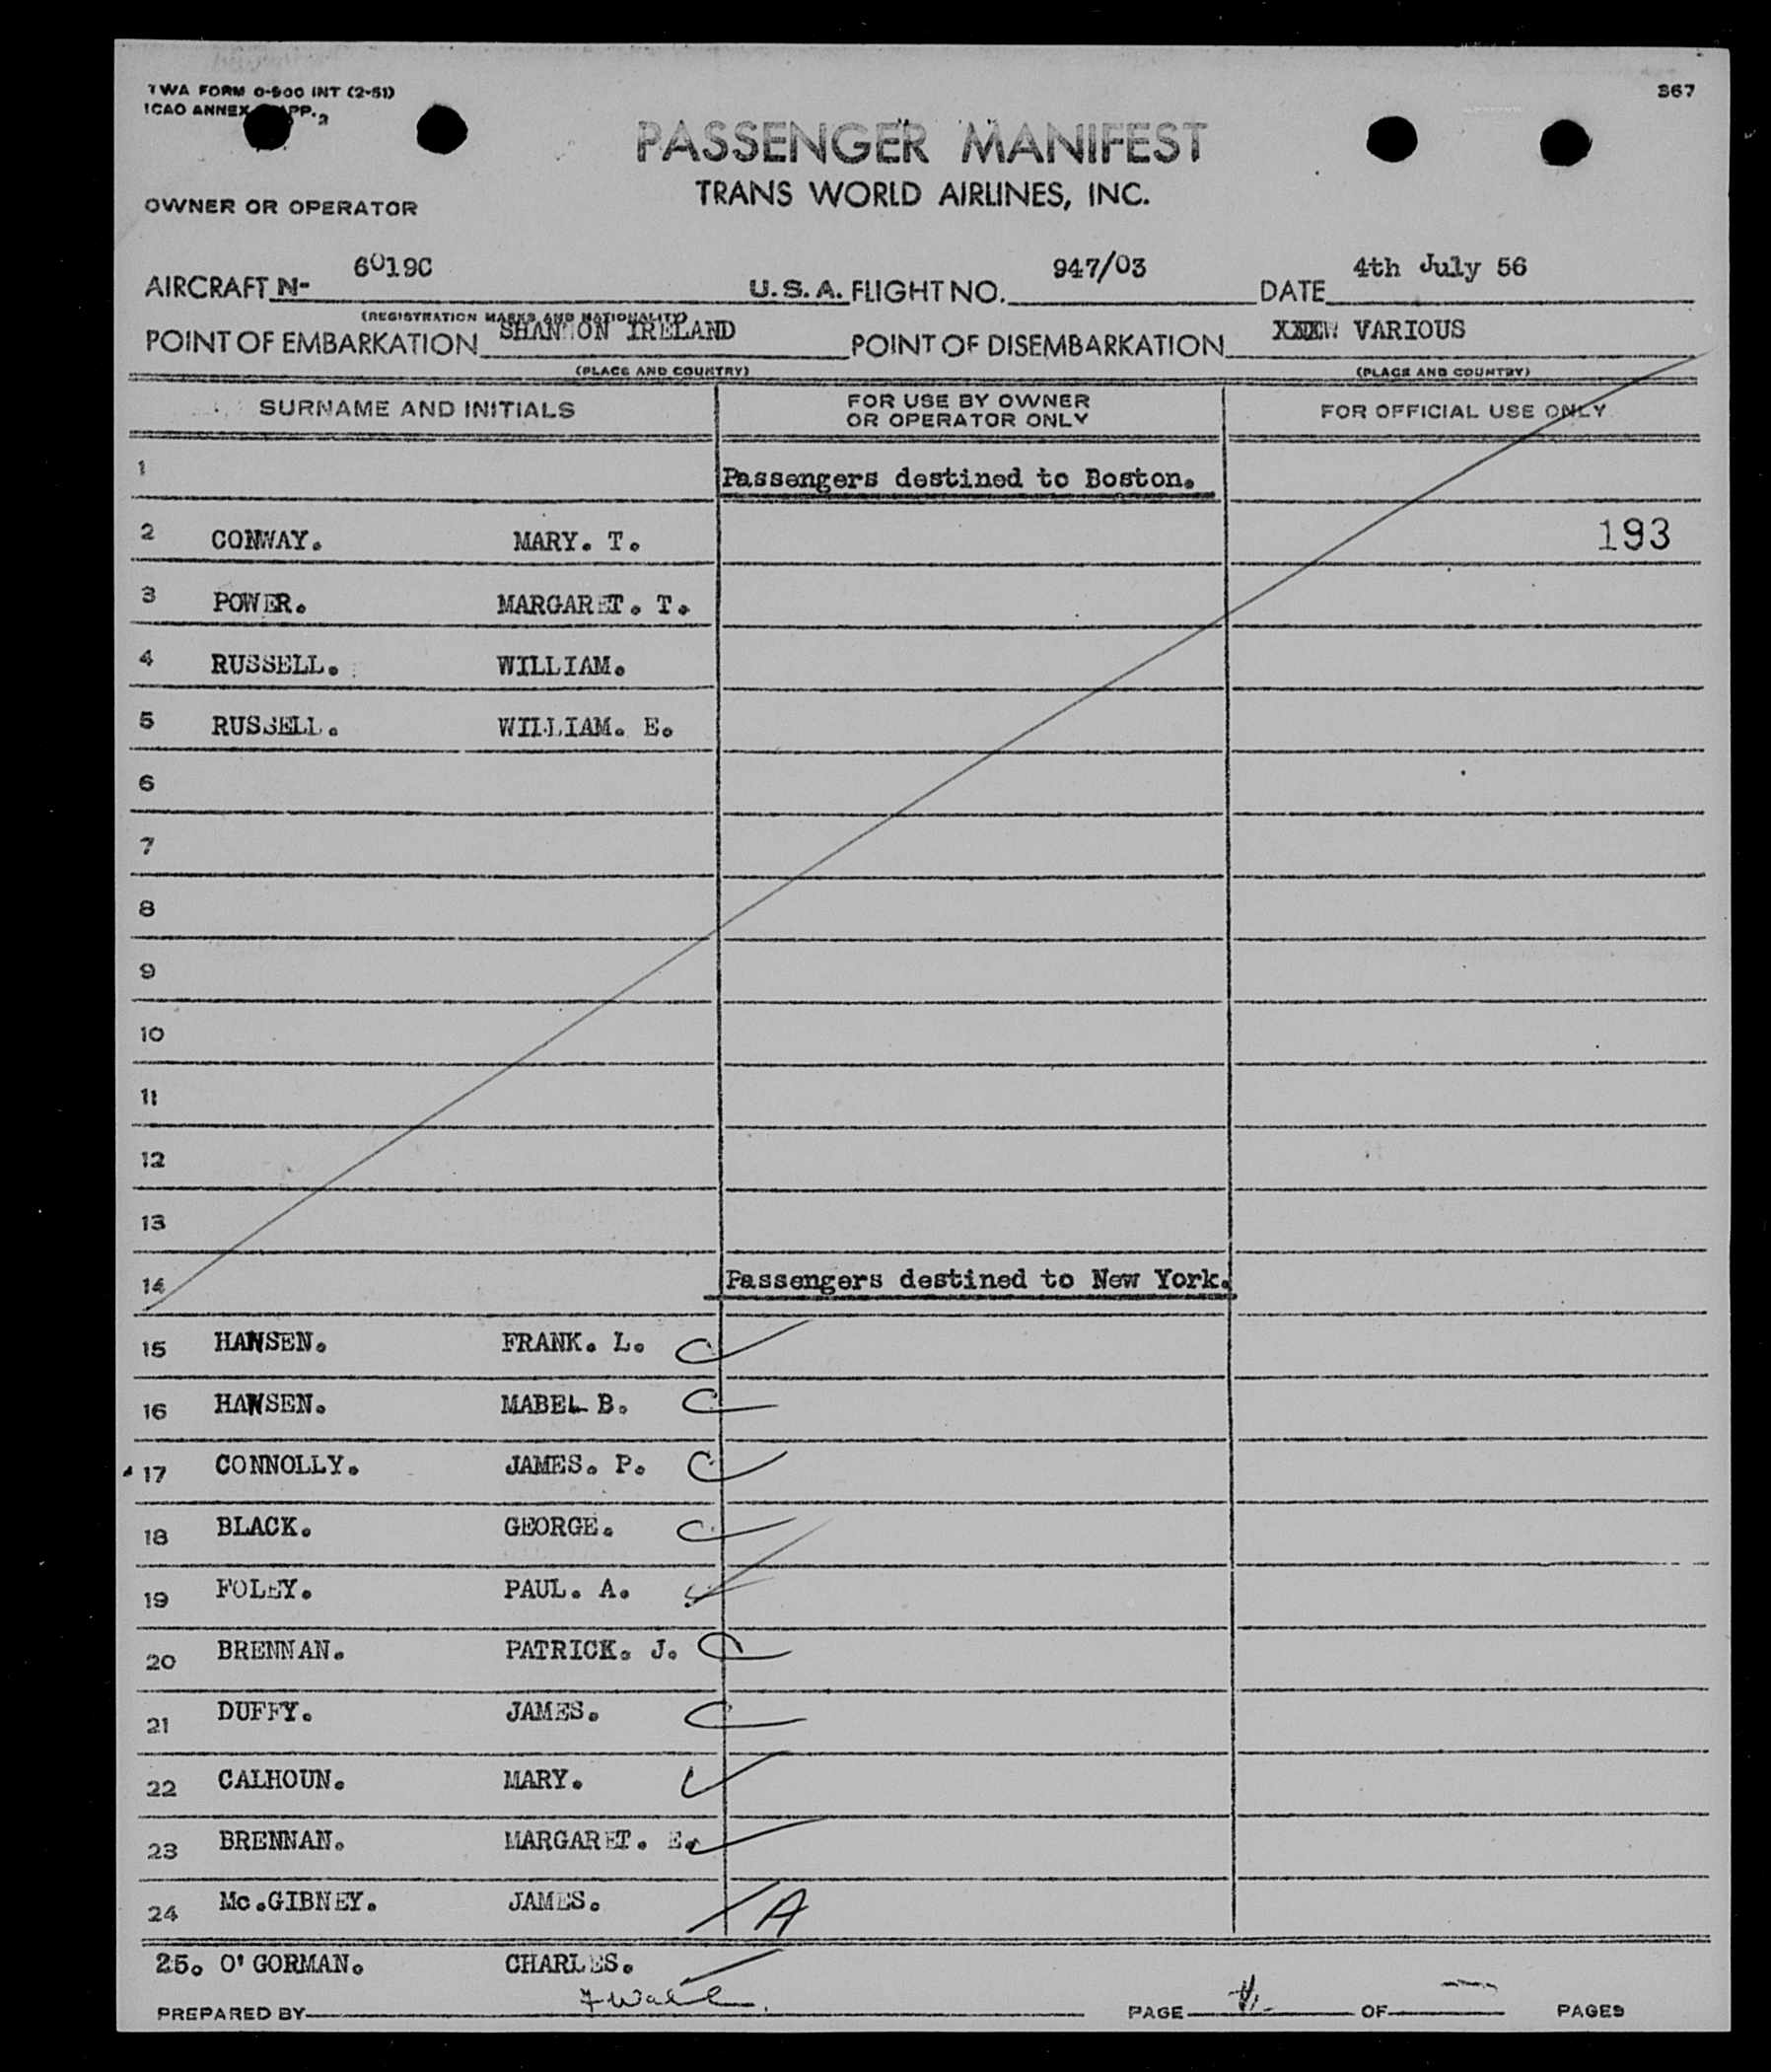 TWA FORM 0-900 INT (2-51)
367
ICAO ANNEX APP. 2
PASSENGER MANIFEST
TRANS WORLD AIRLINES, INC.
OWNER OR OPERATOR
AIRCRAFT N- 6019C U.S.A. FLIGHT NO. 947/03 DATE 4th July 56
(REGISTRATION MARKS AND NATIONALITY)
POINT OF EMBARKATION SHANNON IRELAND POINT OF DISEMBARKATION VARIOUS
(PLACE AND COUNTRY) (PLACE AND COUNTRY)
SURNAME AND INITIALS FOR USE BY OWNER OR OPERATOR ONLY FOR OFFICIAL USE ONLY
1 Passengers destined to Boston.
2 CONWAY. MARY. T. 193
3 POWER. MARGARET. T.
4 RUSSELL. WILLIAM.
5 RUSSELL. WILLIAM. E.
6
7
8
9
10
11
12
13
14 Passengers destined to New York.
15 HANSEN. FRANK. L.
16 HANSEN. MABEL B.
17 CONNOLLY. JAMES. P.
18 BLACK. GEORGE.
19 FOLEY. PAUL. A.
20 BRENNAN. PATRICK. J.
21 DUFFY. JAMES.
22 CALHOUN. MARY.
23 BRENNAN. MARGARET. E.
24 Mc.GIBNEY. JAMES. A
25. O' GORMAN. CHARLES.
PREPARED BY PAGE OF PAGES